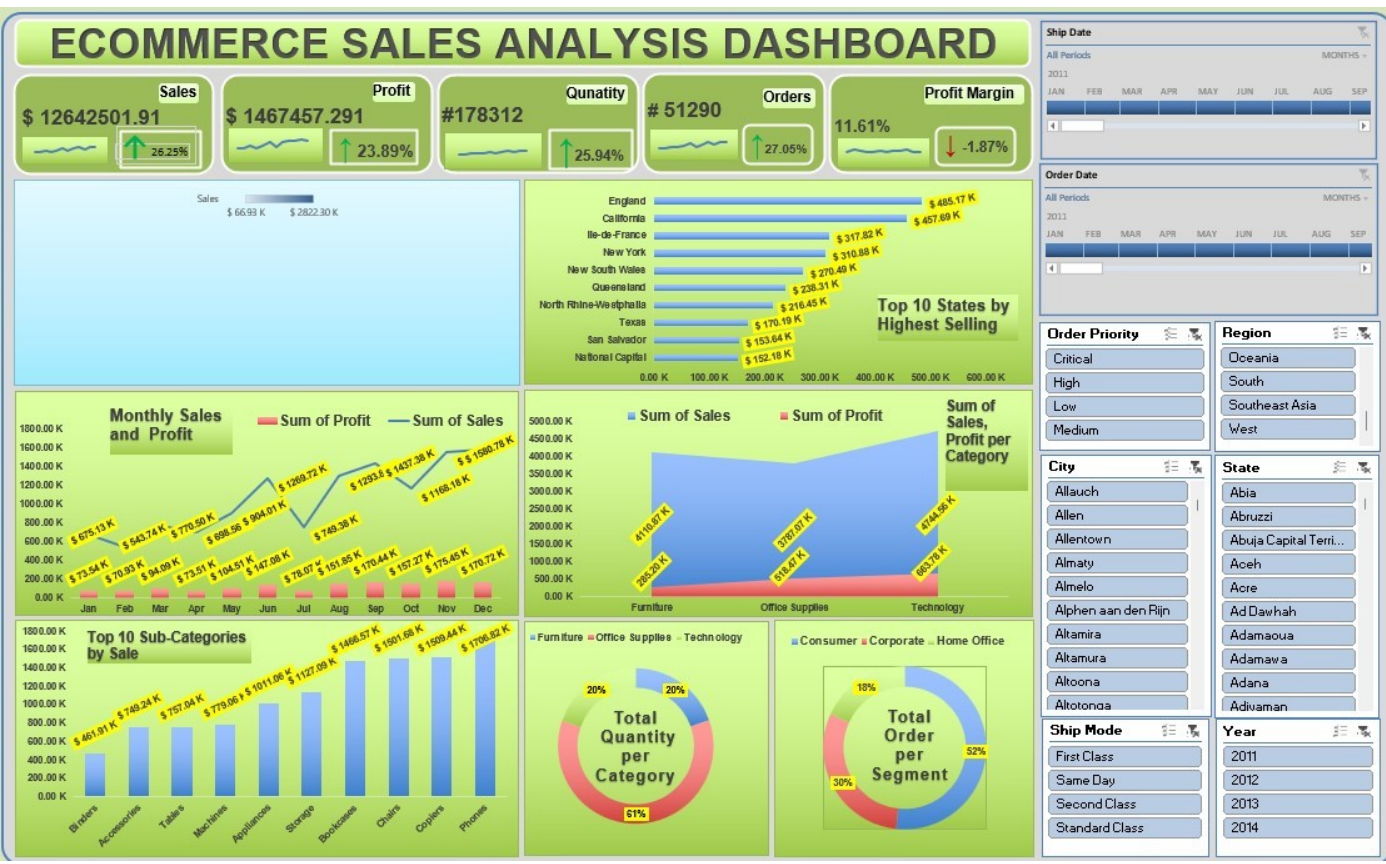 ECOMMERCE SALES ANALYSIS DASHBOARD
Sales
$ 12642501.91
26.25%
Profit
$ 1467457.291
23.89%
Qunatity
#178312
25.94%
Orders
# 51290
27.05%
Profit Margin
11.61%
-1.87%
Sales
$ 66.93 K $ 2822.30 K
England $ 485.17 K
California $ 457.69 K
Ile-de-France $ 317.82 K
New York $ 310.88 K
New South Wales $ 270.49 K
Queensland $ 238.31 K
North Rhine-Westphalia $ 216.45 K
Texas $ 170.19 K
San Salvador $ 153.64 K
National Capital $ 152.18 K
Top 10 States by
Highest Selling
0.00 K 100.00 K 200.00 K 300.00 K 400.00 K 500.00 K 600.00 K
Monthly Sales
and Profit
Sum of Profit Sum of Sales
1800.00 K
1600.00 K
1400.00 K
1200.00 K
1000.00 K
800.00 K
600.00 K
400.00 K
200.00 K
0.00 K
$ 675.13 K $ 543.74 K $ 770.50 K $ 698.56 $ 904.01 K $ 1269.72 K $ 749.38 K $ 1293.8 $ 1437.38 K $ 1168.18 K $ $ 1580.78 K
$ 73.54 K $ 70.93 K $ 94.09 K $ 73.51 K $ 104.51 K $ 147.08 K $ 78.07 $ 151.85 K $ 170.44 K $ 157.27 K $ 175.45 K $ 170.72 K
Jan Feb Mar Apr May Jun Jul Aug Sep Oct Nov Dec
Sum of Sales Sum of Profit
Sum of
Sales,
Profit per
Category
5000.00 K
4500.00 K
4000.00 K
3500.00 K
3000.00 K
2500.00 K
2000.00 K
1500.00 K
1000.00 K
500.00 K
0.00 K
4110.87 K 3787.07 K 4744.56 K
285.20 K 518.47 K 663.78 K
Furniture Office Supplies Technology
Top 10 Sub-Categories
by Sale
1800.00 K
1600.00 K
1400.00 K
1200.00 K
1000.00 K
800.00 K
600.00 K
400.00 K
200.00 K
0.00 K
$ 461.91 K $ 749.24 K $ 757.04 K $ 779.06 K $ 1011.06 K $ 1127.09 K $ 1466.57 K $ 1501.68 K $ 1509.44 K $ 1706.82 K
Binders Accessories Tables Machines Appliances Storage Bookcases Chairs Copiers Phones
Furniture Office Supplies Technology
20% 20%
Total
Quantity
per
Category
61%
Consumer Corporate Home Office
18%
Total
Order
per
Segment
52%
30%
Ship Date
All Periods MONTHS
2011
JAN FEB MAR APR MAY JUN JUL AUG SEP
Order Date
All Periods MONTHS
2011
JAN FEB MAR APR MAY JUN JUL AUG SEP
Order Priority
Critical
High
Low
Medium
Region
Oceania
South
Southeast Asia
West
City
Allauch
Allen
Allentown
Almaty
Almelo
Alphen aan den Rijn
Altamira
Altamura
Altoona
Altotonga
State
Abia
Abruzzi
Abuja Capital Terri...
Aceh
Acre
Ad Dawhah
Adamaoua
Adamawa
Adana
Adiyaman
Ship Mode
First Class
Same Day
Second Class
Standard Class
Year
2011
2012
2013
2014